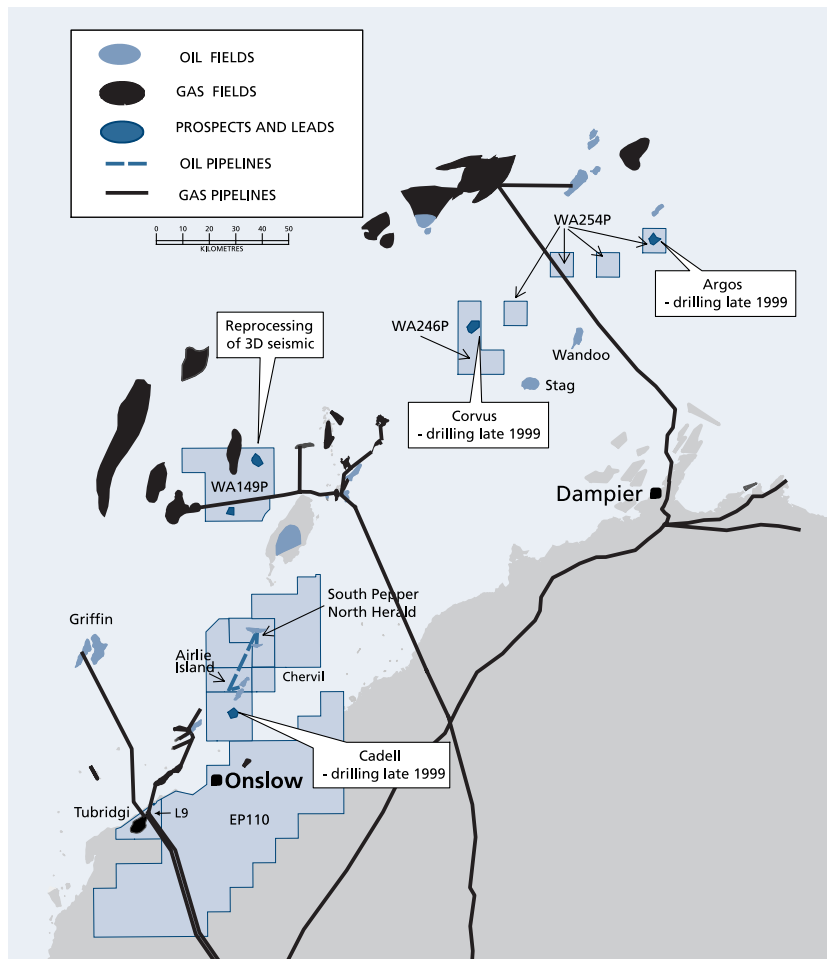 OIL FIELDS
GAS FIELDS
PROSPECTS AND LEADS
OIL PIPELINES
GAS PIPELINES
0 10 20 30 40 50
KILOMETRES
WA254P
Argos
- drilling late 1999
Reprocessing
of 3D seismic
WA246P
Wandoo
Stag
Corvus
- drilling late 1999
WA149P
Dampier
South Pepper
North Herald
Griffin
Airlie
Island
Chervil
Cadell
- drilling late 1999
Onslow
Tubridgi
L9
EP110